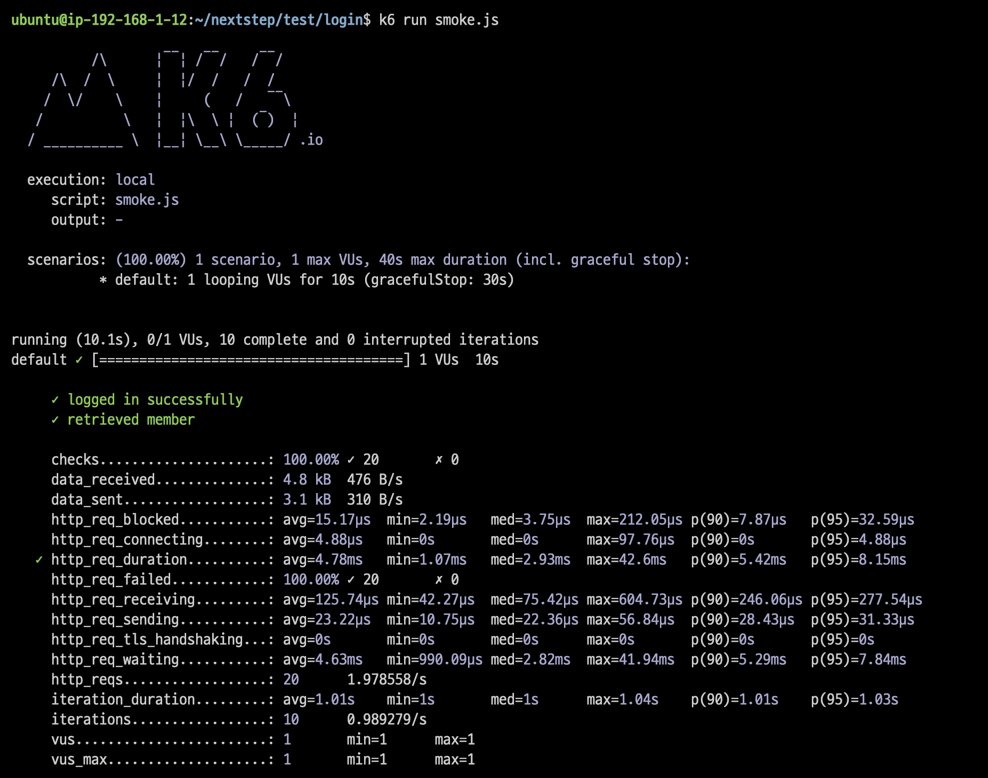 ubuntu@ip-192-168-1-12:~/nextstep/test/login$ k6 run smoke.js
          /\      |‾‾| /‾‾/   /‾‾/
     /\  /  \     |  |/  /   /  /
    /  \/    \    |     (   /   ‾‾\
   /          \   |  |\  \ |  (‾)  |
  / __________ \  |__| \__\ \_____/ .io
execution: local
script: smoke.js
output: -
scenarios: (100.00%) 1 scenario, 1 max VUs, 40s max duration (incl. graceful stop):
* default: 1 looping VUs for 10s (gracefulStop: 30s)
running (10.1s), 0/1 VUs, 10 complete and 0 interrupted iterations
default ✓ [======================================] 1 VUs  10s
✓ logged in successfully
✓ retrieved member
checks.....................: 100.00% ✓ 20       ✗ 0
data_received..............: 4.8 kB  476 B/s
data_sent..................: 3.1 kB  310 B/s
http_req_blocked...........: avg=15.17µs  min=2.19µs   med=3.75µs  max=212.05µs p(90)=7.87µs   p(95)=32.59µs
http_req_connecting........: avg=4.88µs   min=0s       med=0s      max=97.76µs  p(90)=0s       p(95)=4.88µs
✓ http_req_duration..........: avg=4.78ms   min=1.07ms   med=2.93ms  max=42.6ms   p(90)=5.42ms   p(95)=8.15ms
http_req_failed............: 100.00% ✓ 20       ✗ 0
http_req_receiving.........: avg=125.74µs min=42.27µs  med=75.42µs max=604.73µs p(90)=246.06µs p(95)=277.54µs
http_req_sending...........: avg=23.22µs  min=10.75µs  med=22.36µs max=56.84µs  p(90)=28.43µs  p(95)=31.33µs
http_req_tls_handshaking...: avg=0s       min=0s       med=0s      max=0s       p(90)=0s       p(95)=0s
http_req_waiting...........: avg=4.63ms   min=990.09µs med=2.82ms  max=41.94ms  p(90)=5.29ms   p(95)=7.84ms
http_reqs..................: 20      1.978558/s
iteration_duration.........: avg=1.01s    min=1s       med=1s      max=1.04s    p(90)=1.01s    p(95)=1.03s
iterations.................: 10      0.989279/s
vus........................: 1       min=1      max=1
vus_max....................: 1       min=1      max=1